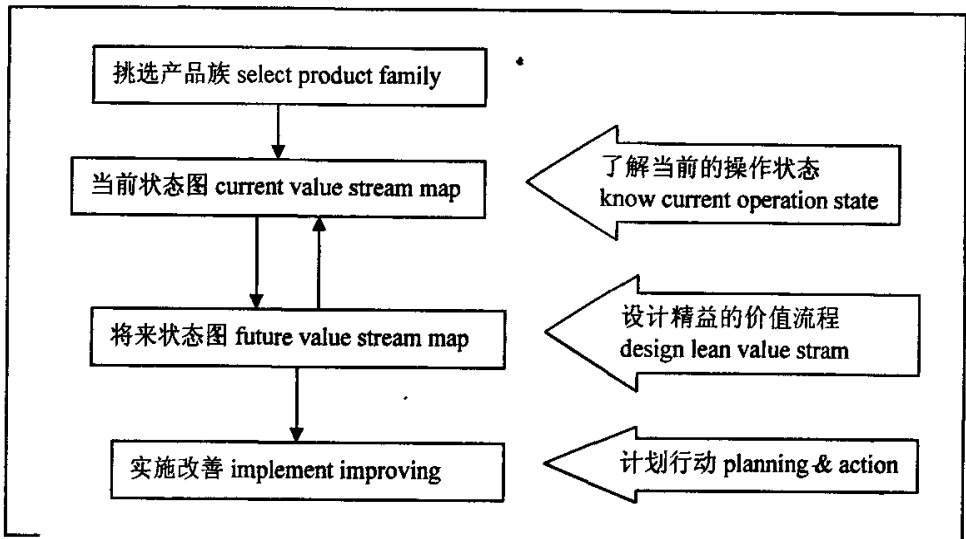 挑选产品族 select product family
当前状态图 current value stream map
了解当前的操作状态
know current operation state
将来状态图 future value stream map
设计精益的价值流程
design lean value stram
实施改善 implement improving
计划行动 planning & action